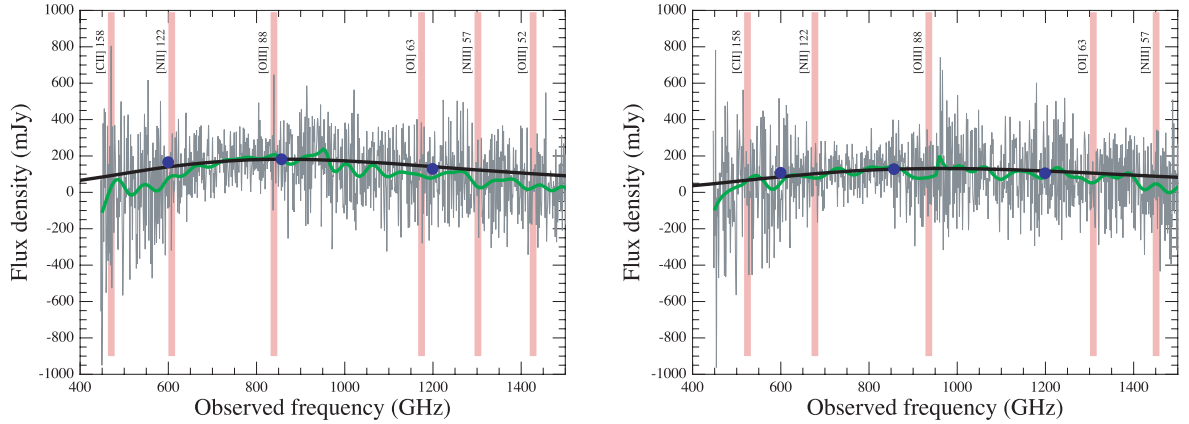 1000
800
600
400
200
0
-200
-400
-600
-800
-1000
Flux density (mJy)
[CII] 158
[NII] 122
[OIII] 88
[OI] 63
[NIII] 57
[OIII] 52
400 600 800 1000 1200 1400
Observed frequency (GHz)
1000
800
600
400
200
0
-200
-400
-600
-800
-1000
Flux density (mJy)
[CII] 158
[NII] 122
[OIII] 88
[OI] 63
[NIII] 57
400 600 800 1000 1200 1400
Observed frequency (GHz)